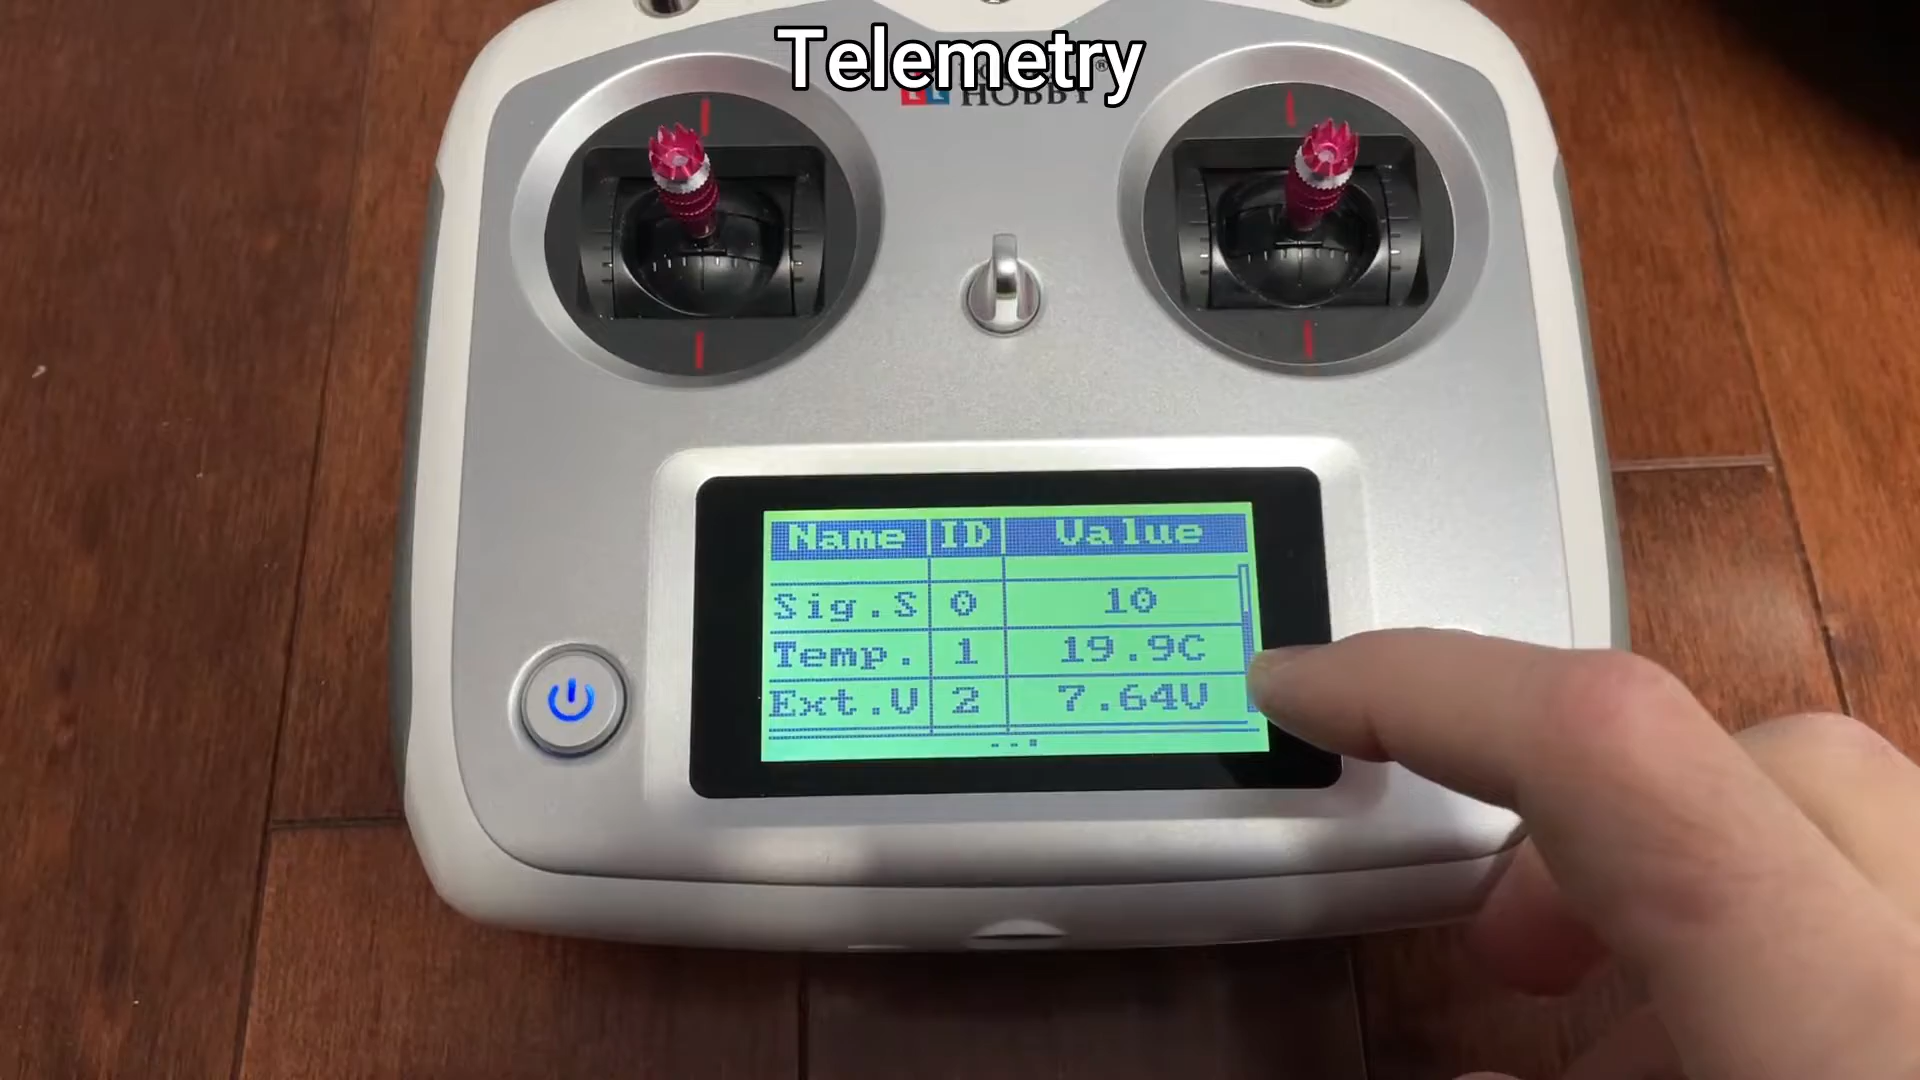 Telemetry
HOBBY
Name ID Value
Sig.S 0 10
Temp. 1 19.9C
Ext.V 2 7.64V